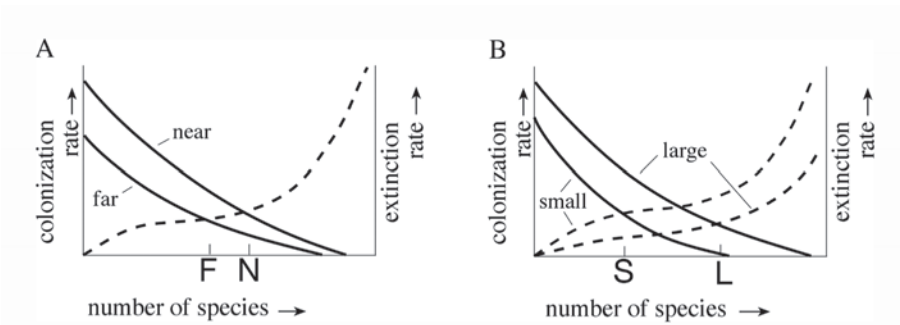 A
colonization
rate →
near
far
extinction
rate →
F N
number of species →
B
colonization
rate →
large
small
extinction
rate →
S L
number of species →